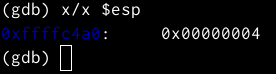 (gdb) x/x $esp
0xffffc4a0:     0x00000004
(gdb)